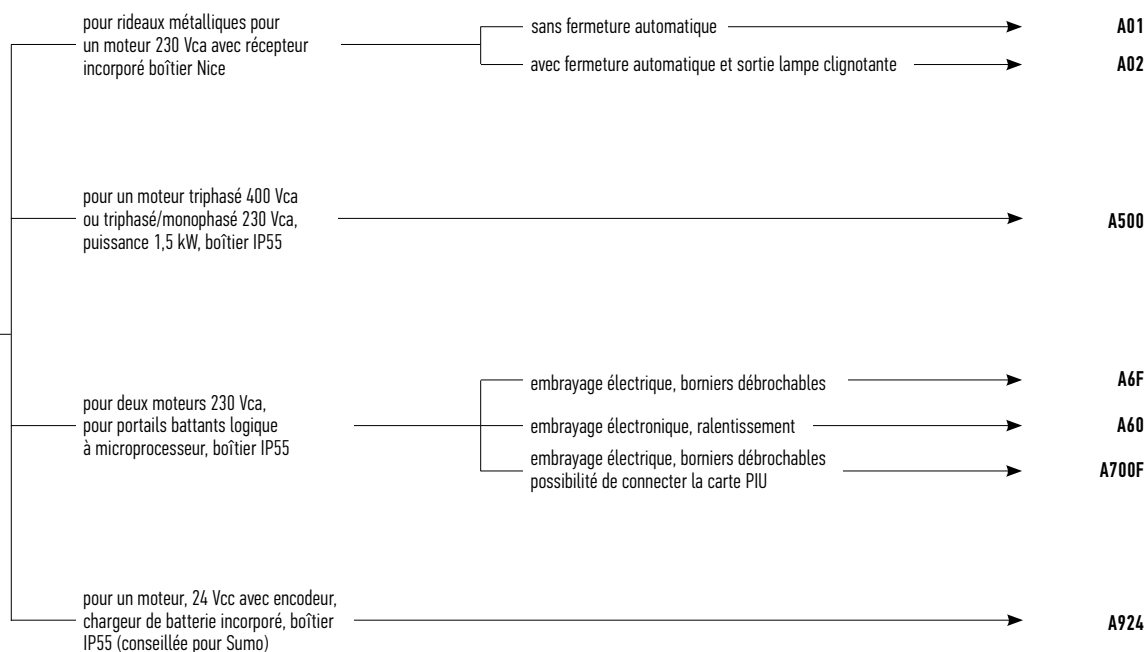 pour rideaux métalliques pour
un moteur 230 Vca avec récepteur
incorporé boîtier Nice
sans fermeture automatique
A01
avec fermeture automatique et sortie lampe clignotante
A02
pour un moteur triphasé 400 Vca
ou triphasé/monophasé 230 Vca,
puissance 1,5 kW, boîtier IP55
A500
pour deux moteurs 230 Vca,
pour portails battants logique
à microprocesseur, boîtier IP55
embrayage électrique, borniers débrochables
A6F
embrayage électronique, ralentissement
A60
embrayage électrique, borniers débrochables
possibilité de connecter la carte PIU
A700F
pour un moteur, 24 Vcc avec encodeur,
chargeur de batterie incorporé, boîtier
IP55 (conseillée pour Sumo)
A924